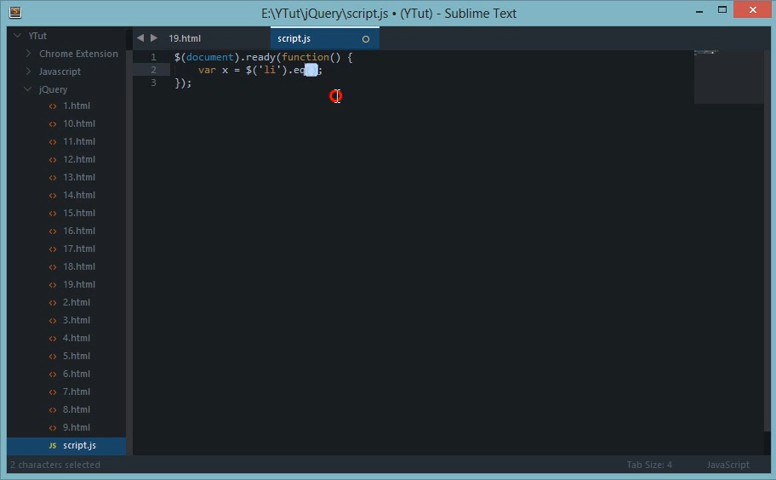 E:\YTut\jQuery\script.js • (YTut) - Sublime Text
YTut
Chrome Extension
Javascript
jQuery
1.html
10.html
11.html
12.html
13.html
14.html
15.html
16.html
17.html
18.html
19.html
2.html
3.html
4.html
5.html
6.html
7.html
8.html
9.html
JS script.js
19.html
script.js
1 $(document).ready(function() {
2 var x = $('li').eq();
3 });
2 characters selected
Tab Size: 4
JavaScript